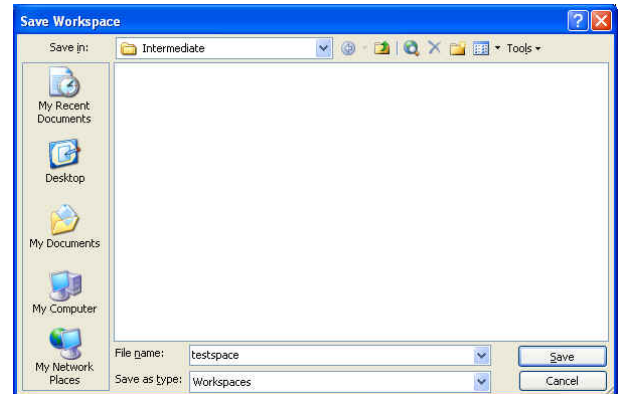 Save Workspace
Save in: Intermediate Tools
My Recent
Documents
Desktop
My Documents
My Computer
My Network
Places
File name: testspace Save
Save as type: Workspaces Cancel